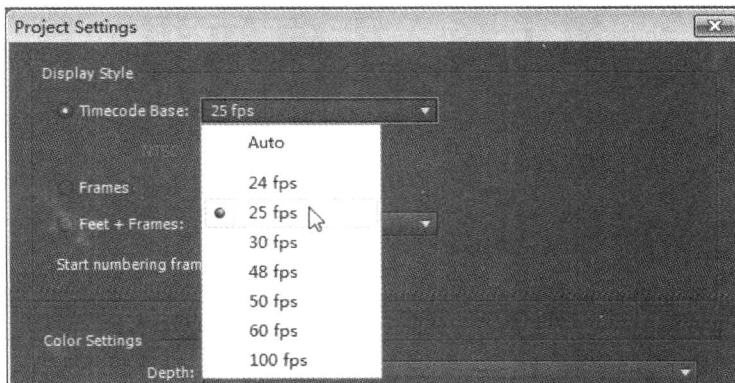 Project Settings
Display Style
Timecode Base: 25 fps
NTSC
Auto
24 fps
Frames
25 fps
Feet + Frames:
30 fps
Start numbering fram
48 fps
50 fps
60 fps
Color Settings
100 fps
Depth: